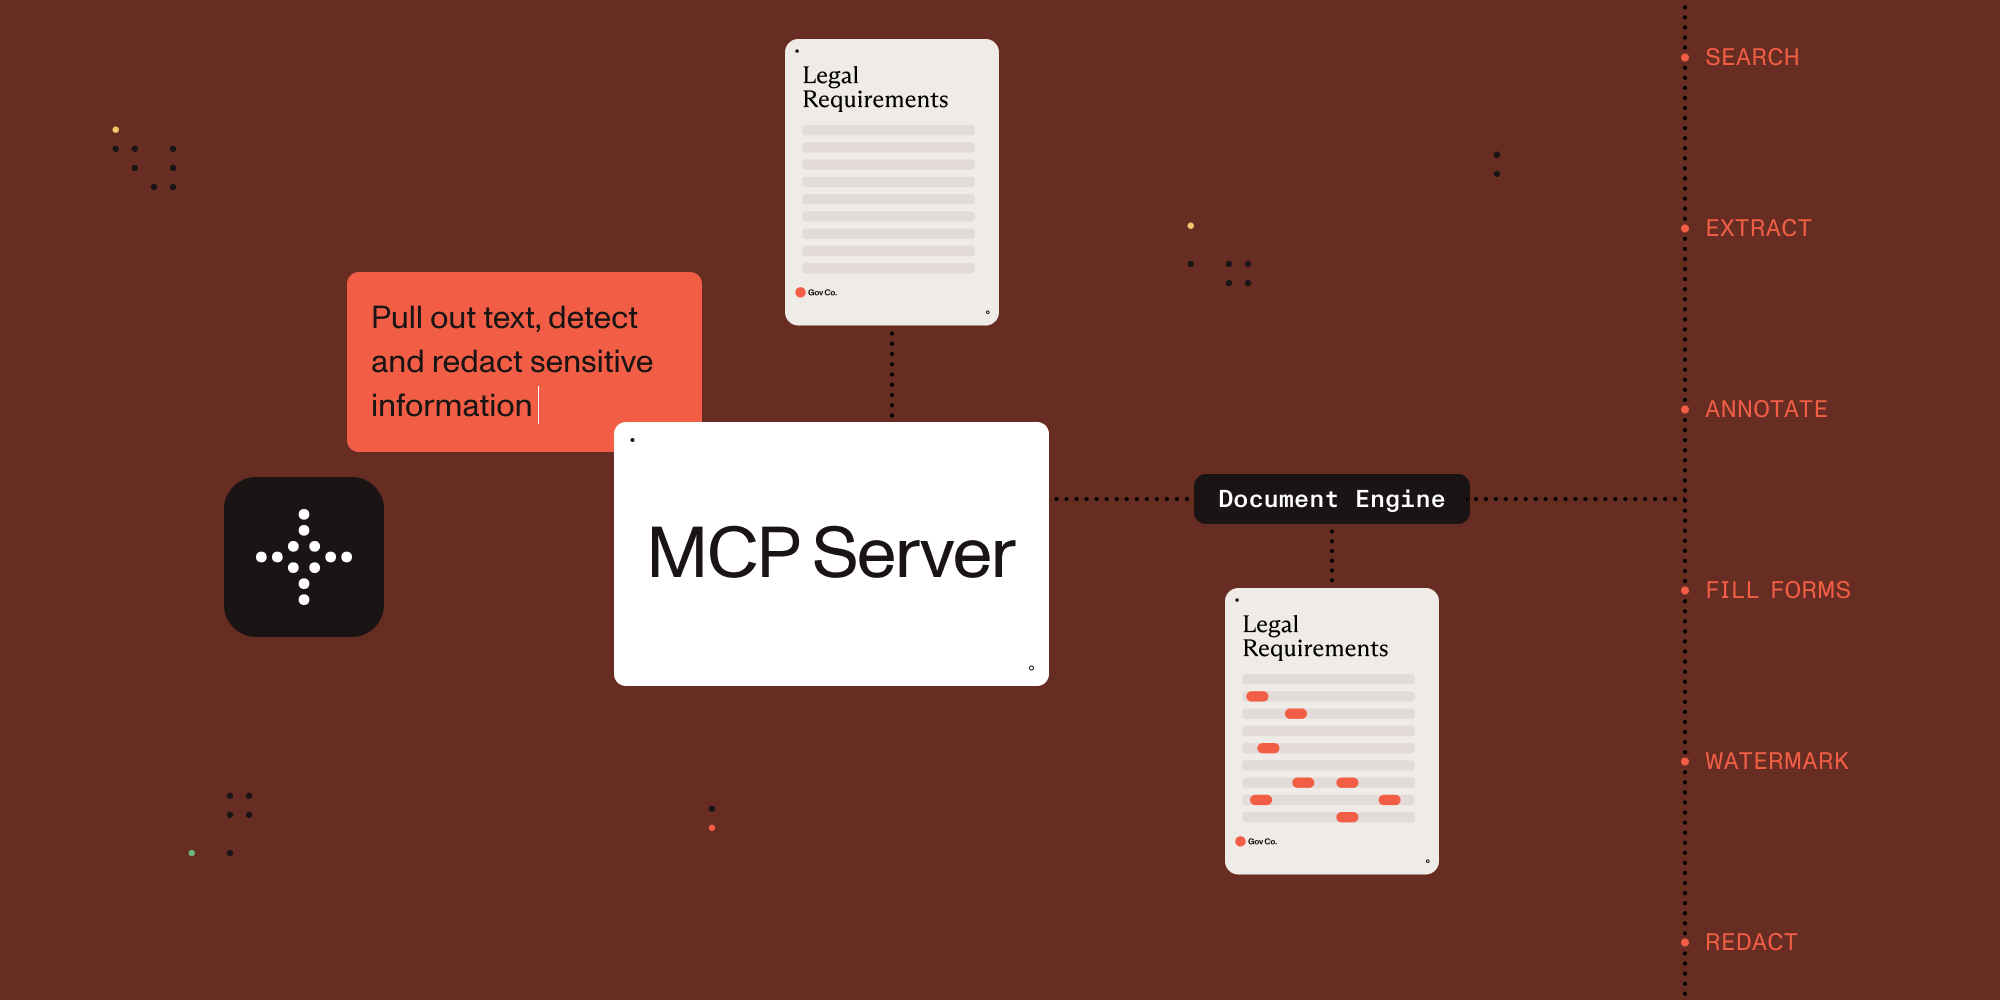 Legal
Requirements
Gov Co.
Pull out text, detect
and redact sensitive
information
MCP Server
Document Engine
Legal
Requirements
Gov Co.
SEARCH
EXTRACT
ANNOTATE
FILL FORMS
WATERMARK
REDACT